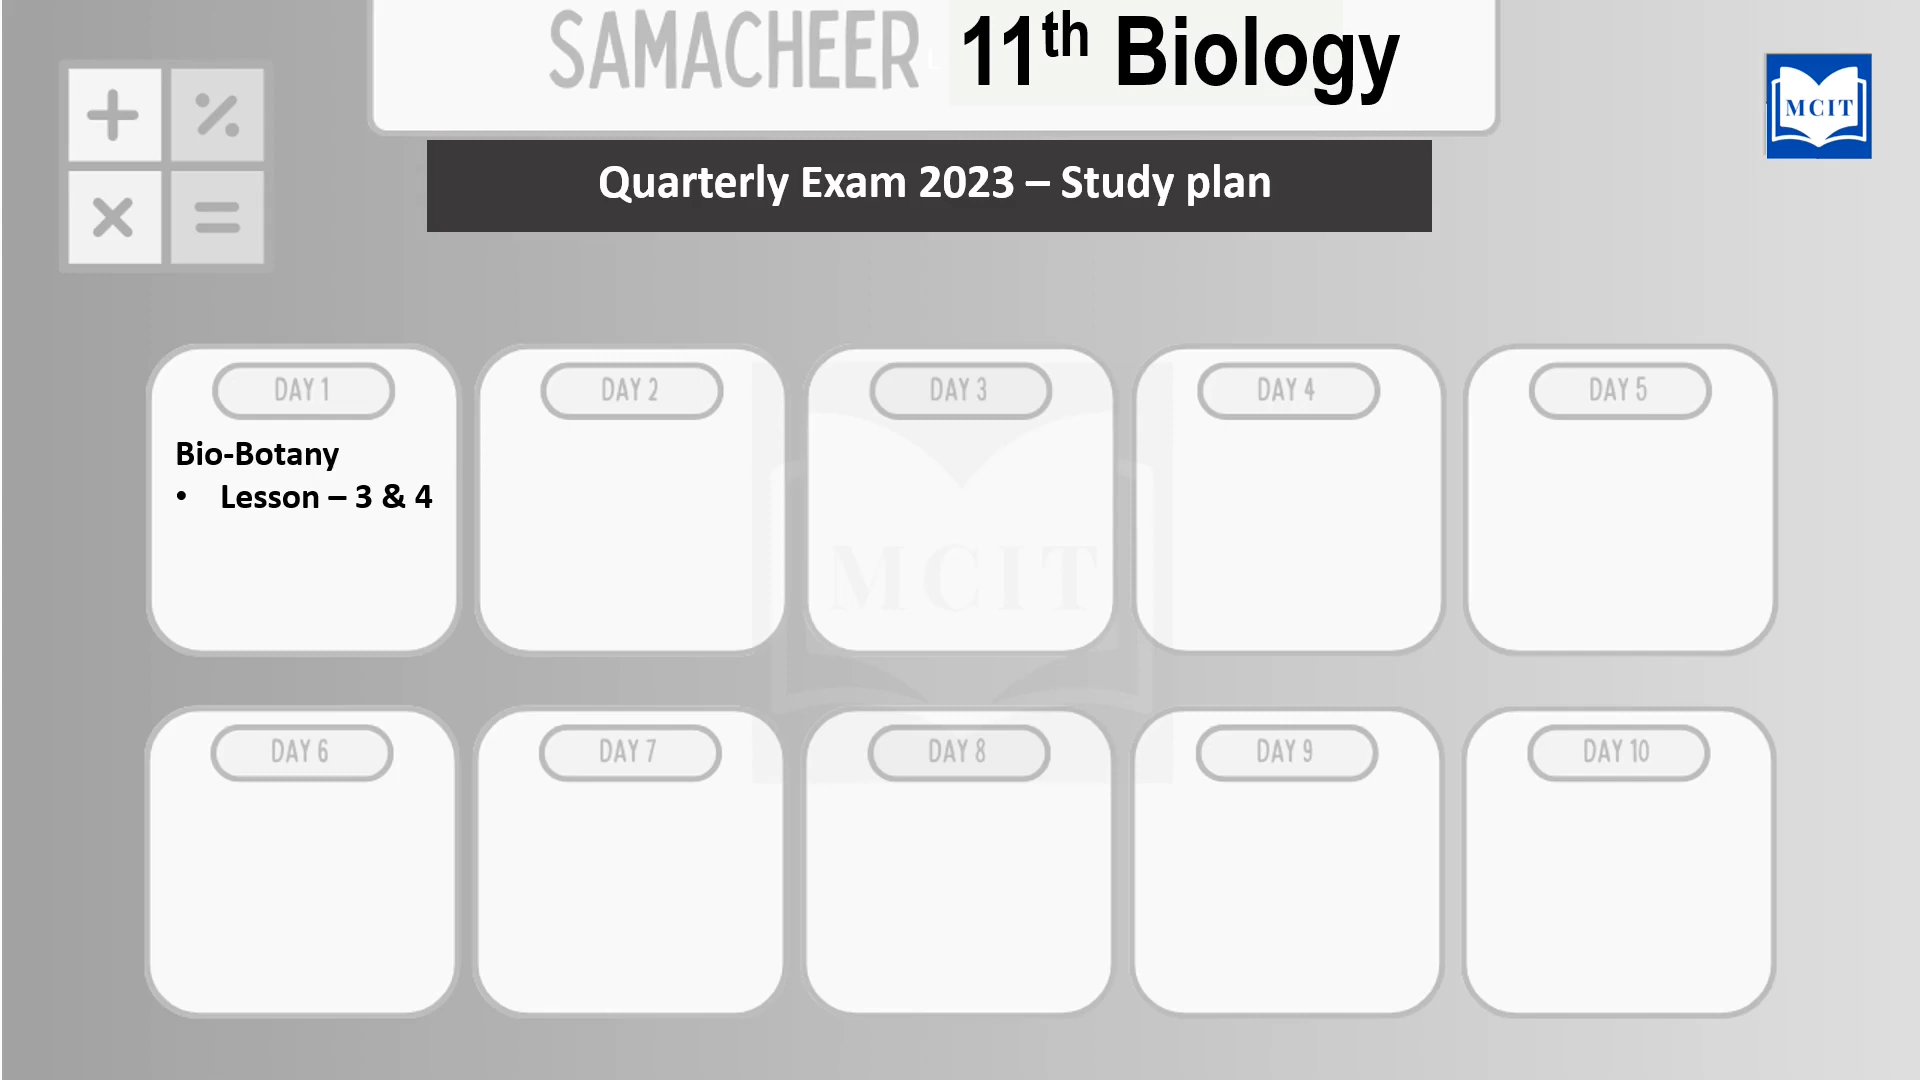 SAMACHEER 11th Biology
MCIT
Quarterly Exam 2023 – Study plan
DAY 1
Bio-Botany
• Lesson – 3 & 4
DAY 2
DAY 3
DAY 4
DAY 5
MCIT
DAY 6
DAY 7
DAY 8
DAY 9
DAY 10